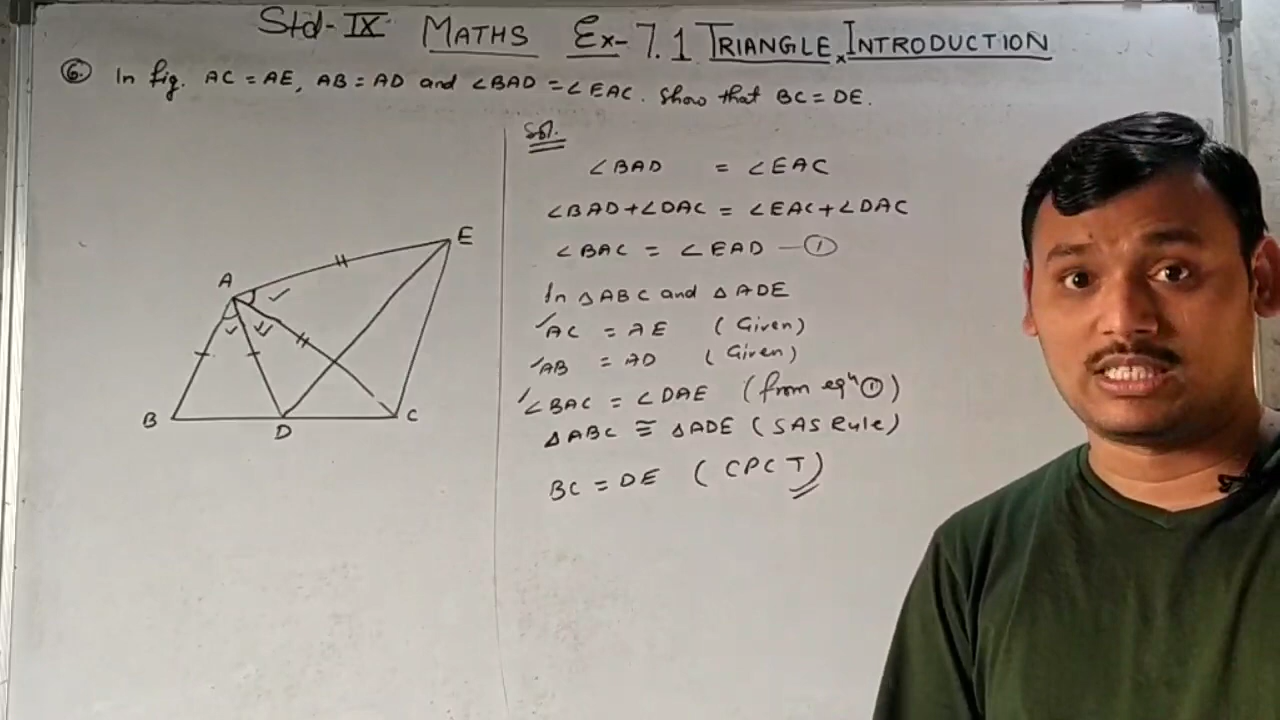 Std-IX MATHS Ex-7.1 TRIANGLE, INTRODUCTION
⑥ In fig. AC = AE, AB = AD and ∠BAD = ∠EAC. Show that BC = DE.
Sol.
∠BAD = ∠EAC
∠BAD+∠DAC = ∠EAC+∠DAC
∠BAC = ∠EAD — ①
In △ABC and △ADE
AC = AE (Given)
AB = AD (Given)
∠BAC = ∠DAE (from eqⁿ ①)
△ABC ≅ △ADE (SAS Rule)
BC = DE (CPCT)
E
A
B
D
C